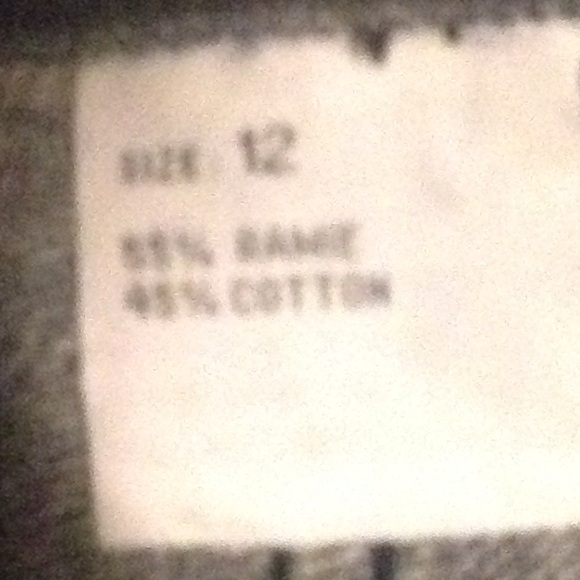 SIZE: 12
55% RAMIE
45% COTTON